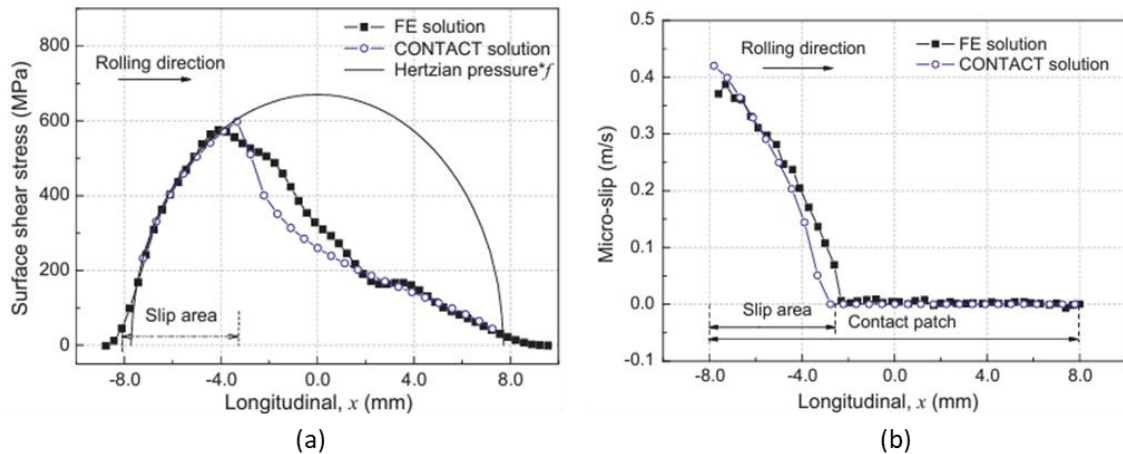 FE solution
CONTACT solution
Hertzian pressure*f
Rolling direction
Surface shear stress (MPa)
800
600
400
200
0
Slip area
-8.0 -4.0 0.0 4.0 8.0
Longitudinal, x (mm)
(a)
FE solution
CONTACT solution
Rolling direction
Micro-slip (m/s)
0.5
0.4
0.3
0.2
0.1
0.0
-0.1
Slip area
Contact patch
-8.0 -4.0 0.0 4.0 8.0
Longitudinal, x (mm)
(b)